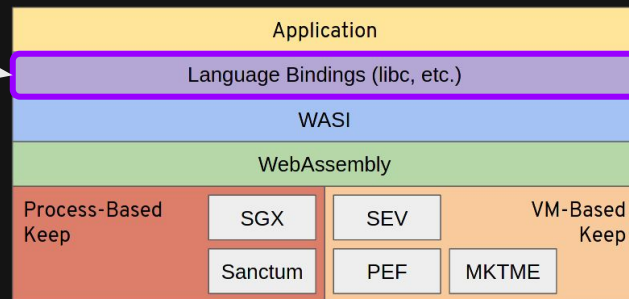 Application
Language Bindings (libc, etc.)
WASI
WebAssembly
Process-Based
Keep
SGX
Sanctum
SEV
PEF
MKTME
VM-Based
Keep